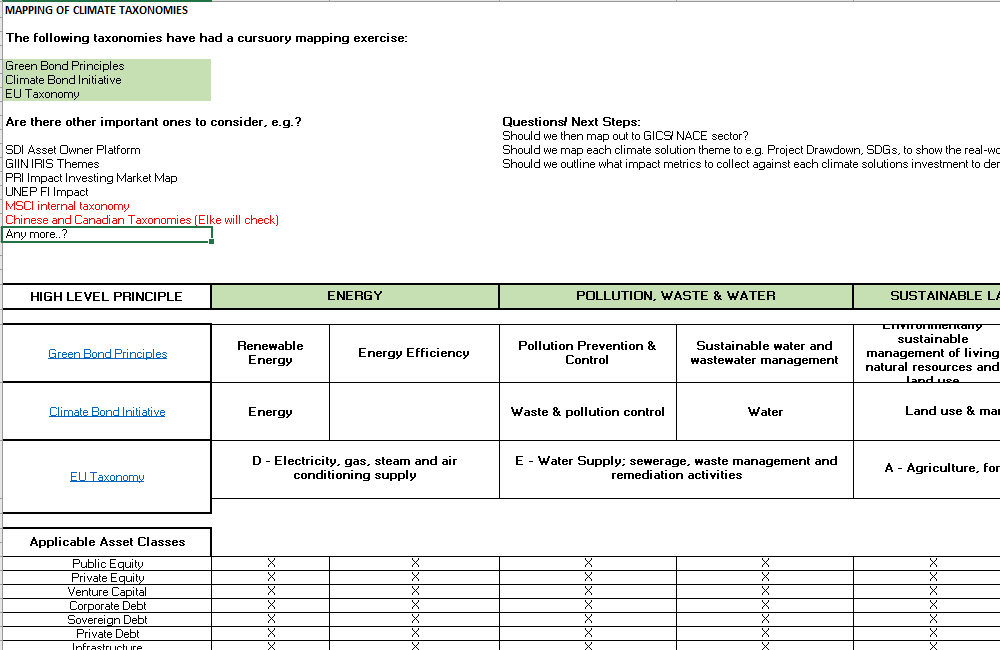 MAPPING OF CLIMATE TAXONOMIES
The following taxonomies have had a cursuory mapping exercise:
Green Bond Principles
Climate Bond Initiative
EU Taxonomy
Are there other important ones to consider, e.g.?
SDI Asset Owner Platform
GIIN IRIS Themes
PRI Impact Investing Market Map
UNEP FI Impact
MSCI internal taxonomy
Chinese and Canadian Taxonomies (Elke will check)
Any more..?
Questions/ Next Steps:
Should we then map out to GICS/ NACE sector?
Should we map each climate solution theme to e.g. Project Drawdown, SDGs, to show the real-wo
Should we outline what impact metrics to collect against each climate solutions investment to der
HIGH LEVEL PRINCIPLE
ENERGY
POLLUTION, WASTE & WATER
SUSTAINABLE LA
Green Bond Principles
Renewable
Energy
Energy Efficiency
Pollution Prevention &
Control
Sustainable water and
wastewater management
Environmentally
sustainable
management of living
natural resources and
land use
Climate Bond Initiative
Energy
Waste & pollution control
Water
Land use & mar
EU Taxonomy
D - Electricity, gas, steam and air
conditioning supply
E - Water Supply; sewerage, waste management and
remediation activities
A - Agriculture, for
Applicable Asset Classes
Public Equity X X X X X
Private Equity X X X X X
Venture Capital X X X X X
Corporate Debt X X X X X
Sovereign Debt X X X X X
Private Debt X X X X X
Infrastructure X X X X X